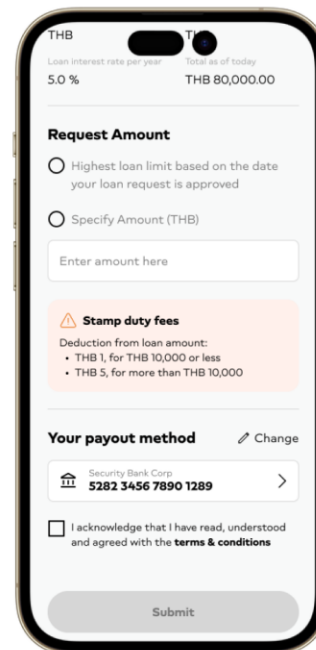 THB
Loan interest rate per year
Total as of today
5.0 %
THB 80,000.00
Request Amount
Highest loan limit based on the date
your loan request is approved
Specify Amount (THB)
Enter amount here
Stamp duty fees
Deduction from loan amount:
• THB 1, for THB 10,000 or less
• THB 5, for more than THB 10,000
Your payout method
Change
Security Bank Corp
5282 3456 7890 1289
I acknowledge that I have read, understood
and agreed with the terms & conditions
Submit